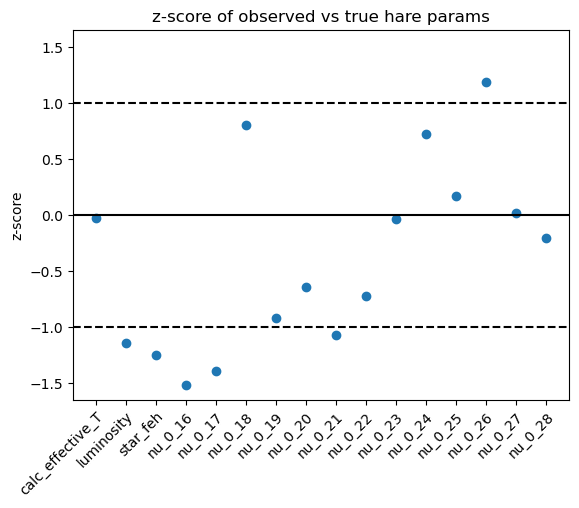 z-score of observed vs true hare params
z-score
1.5
1.0
0.5
0.0
−0.5
−1.0
−1.5
calc_effective_T
luminosity
star_feh
nu_0_16
nu_0_17
nu_0_18
nu_0_19
nu_0_20
nu_0_21
nu_0_22
nu_0_23
nu_0_24
nu_0_25
nu_0_26
nu_0_27
nu_0_28